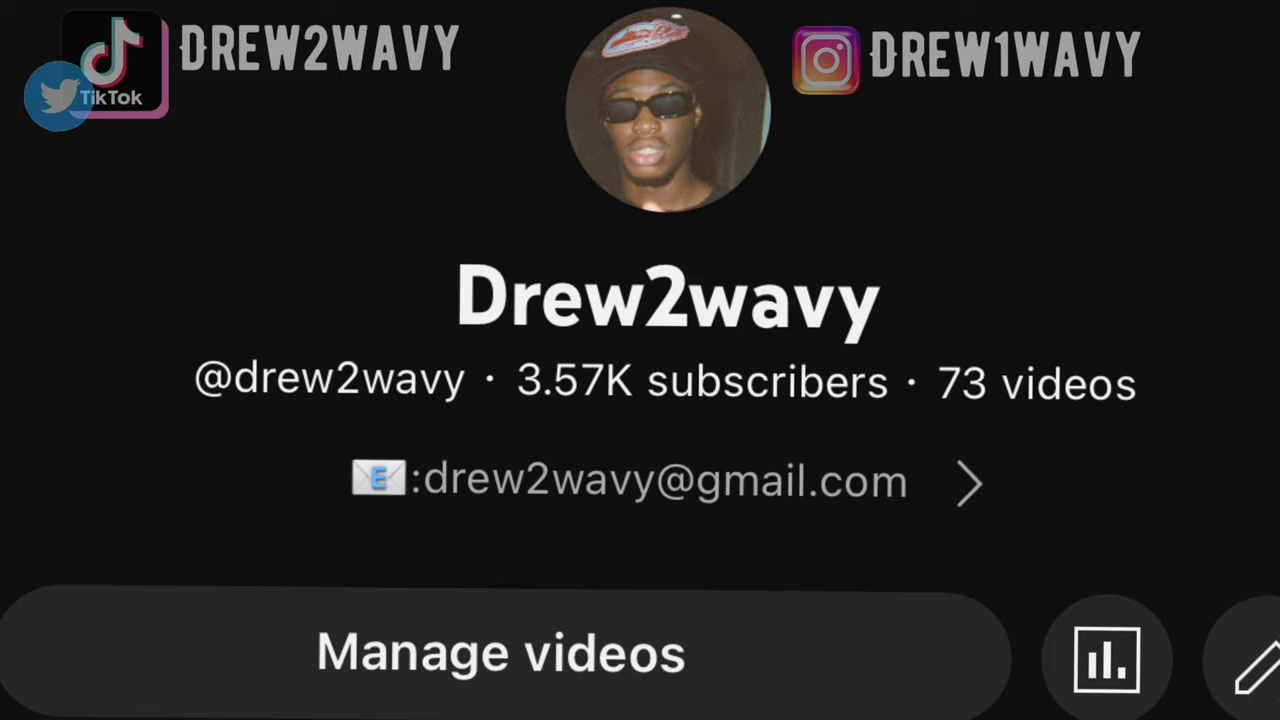 DREW2WAVY
DREW1WAVY
TikTok
Drew2wavy
@drew2wavy · 3.57K subscribers · 73 videos
📧:drew2wavy@gmail.com
Manage videos